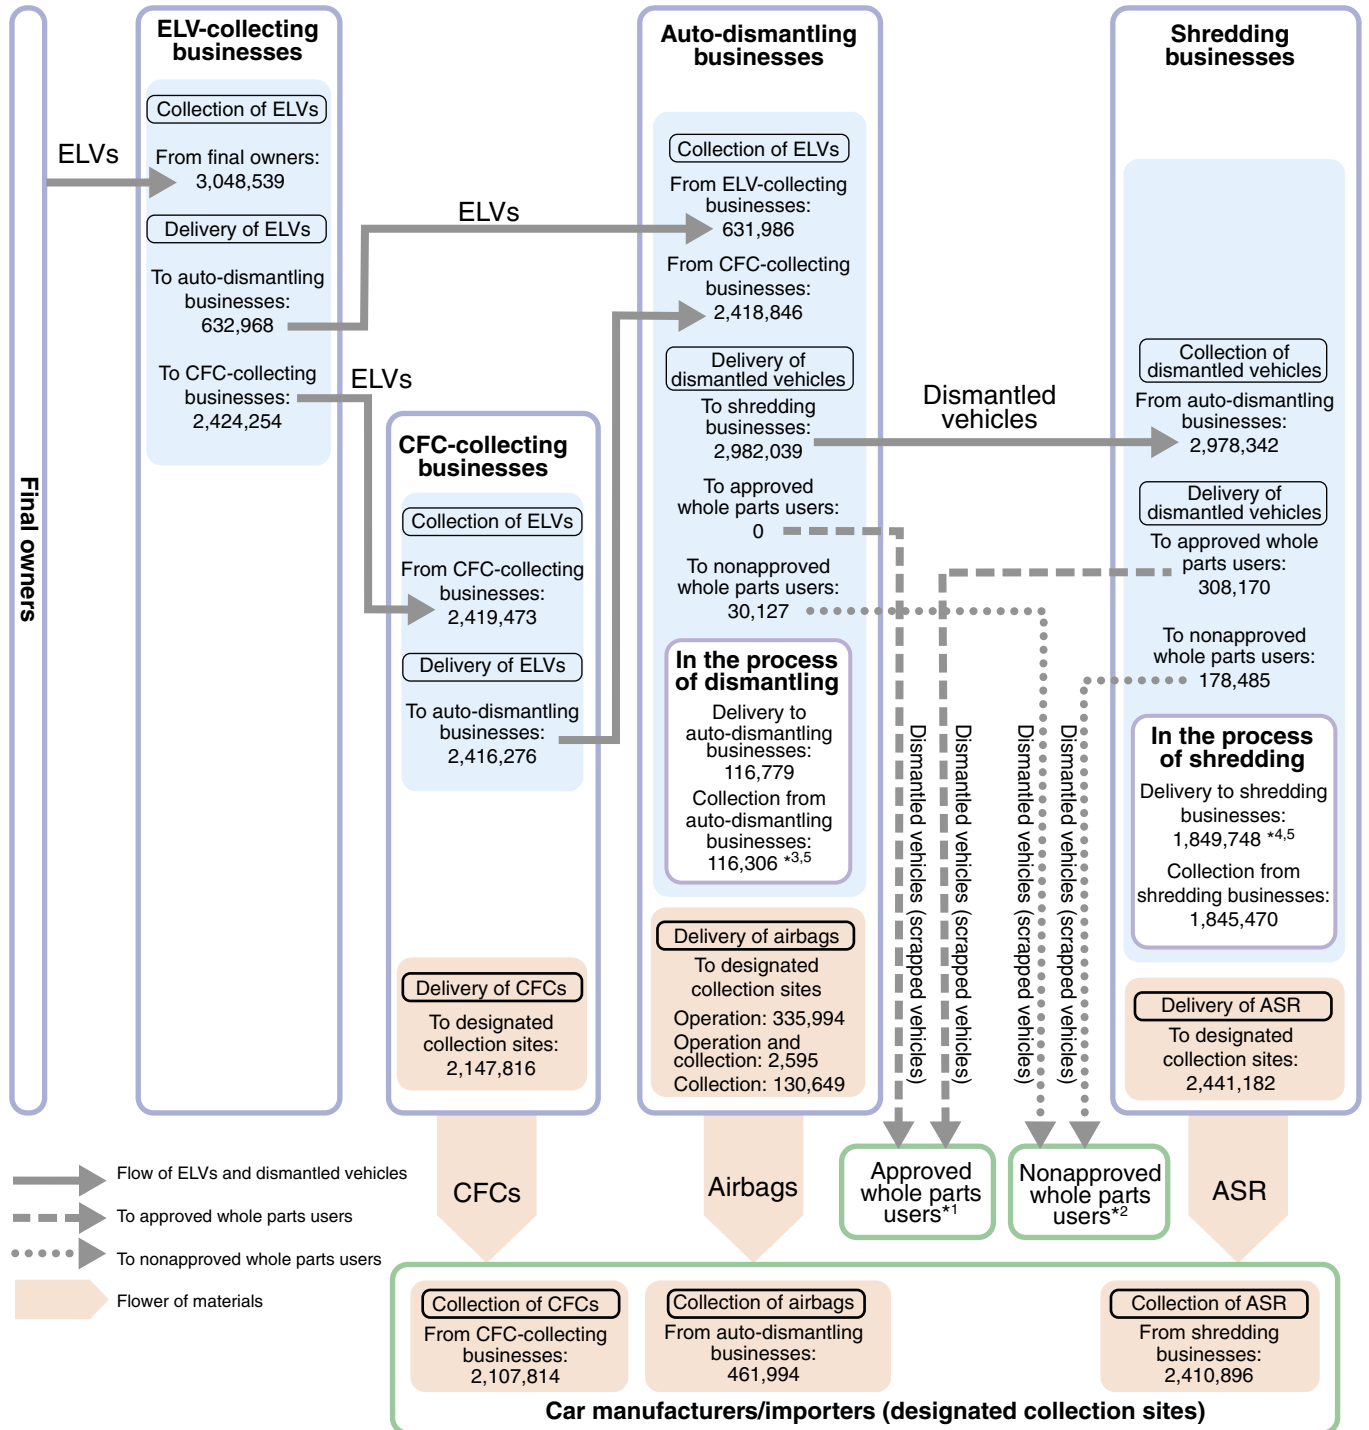 Final owners
ELVs
ELV-collecting
businesses
Collection of ELVs
From final owners:
3,048,539
Delivery of ELVs
To auto-dismantling
businesses:
632,968
To CFC-collecting
businesses:
2,424,254
ELVs
ELVs
CFC-collecting
businesses
Collection of ELVs
From CFC-collecting
businesses:
2,419,473
Delivery of ELVs
To auto-dismantling
businesses:
2,416,276
Delivery of CFCs
To designated
collection sites:
2,147,816
Auto-dismantling
businesses
Collection of ELVs
From ELV-collecting
businesses:
631,986
From CFC-collecting
businesses:
2,418,846
Delivery of
dismantled vehicles
To shredding
businesses:
2,982,039
To approved
whole parts users:
0
To nonapproved
whole parts users:
30,127
In the process
of dismantling
Delivery to
auto-dismantling
businesses:
116,779
Collection from
auto-dismantling
businesses:
116,306 *3,5
Delivery of airbags
To designated
collection sites
Operation: 335,994
Operation and
collection: 2,595
Collection: 130,649
Dismantled
vehicles
Dismantled vehicles (scrapped vehicles)
Dismantled vehicles (scrapped vehicles)
Dismantled vehicles (scrapped vehicles)
Dismantled vehicles (scrapped vehicles)
Shredding
businesses
Collection of
dismantled vehicles
From auto-dismantling
businesses:
2,978,342
Delivery of
dismantled vehicles
To approved whole
parts users:
308,170
To nonapproved
whole parts users:
178,485
In the process
of shredding
Delivery to shredding
businesses:
1,849,748 *4,5
Collection from
shredding businesses:
1,845,470
Delivery of ASR
To designated
collection sites:
2,441,182
Flow of ELVs and dismantled vehicles
To approved whole parts users
To nonapproved whole parts users
Flower of materials
CFCs
Airbags
Approved
whole parts
users*1
Nonapproved
whole parts
users*2
ASR
Collection of CFCs
From CFC-collecting
businesses:
2,107,814
Collection of airbags
From auto-dismantling
businesses:
461,994
Collection of ASR
From shredding
businesses:
2,410,896
Car manufacturers/importers (designated collection sites)